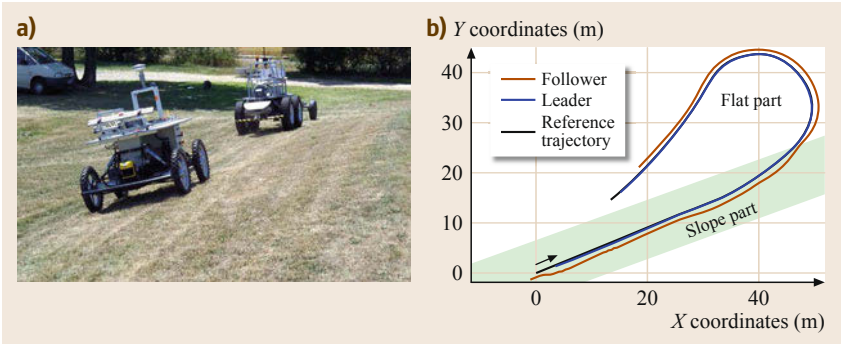 a)
b) Y coordinates (m)
40
30
20
10
0
Follower
Leader
Reference
trajectory
Flat part
Slope part
0
20
40
X coordinates (m)